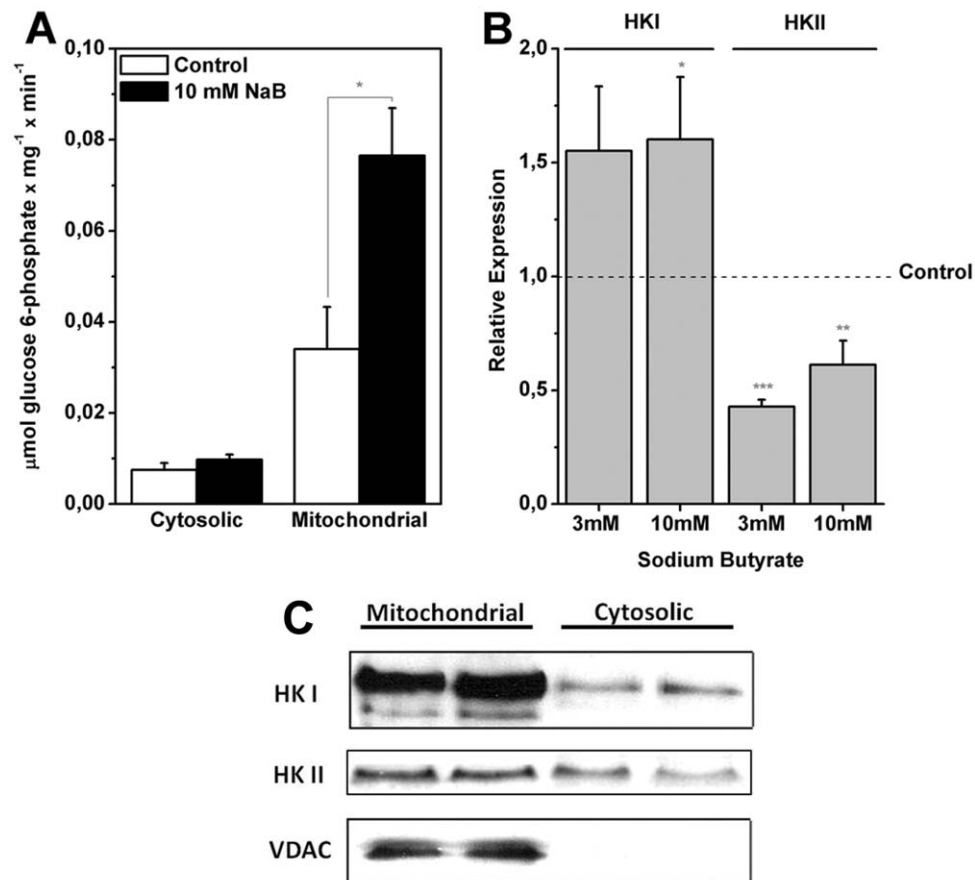 A
0,10
0,08
0,06
0,04
0,02
0,00
μmol glucose 6-phosphate x mg⁻¹ x min⁻¹
Control
10 mM NaB
*
Cytosolic
Mitochondrial
B
HKI
HKII
2,0
1,5
1,0
0,5
0,0
Relative Expression
*
***
**
Control
3mM
10mM
3mM
10mM
Sodium Butyrate
C
Mitochondrial
Cytosolic
HK I
HK II
VDAC